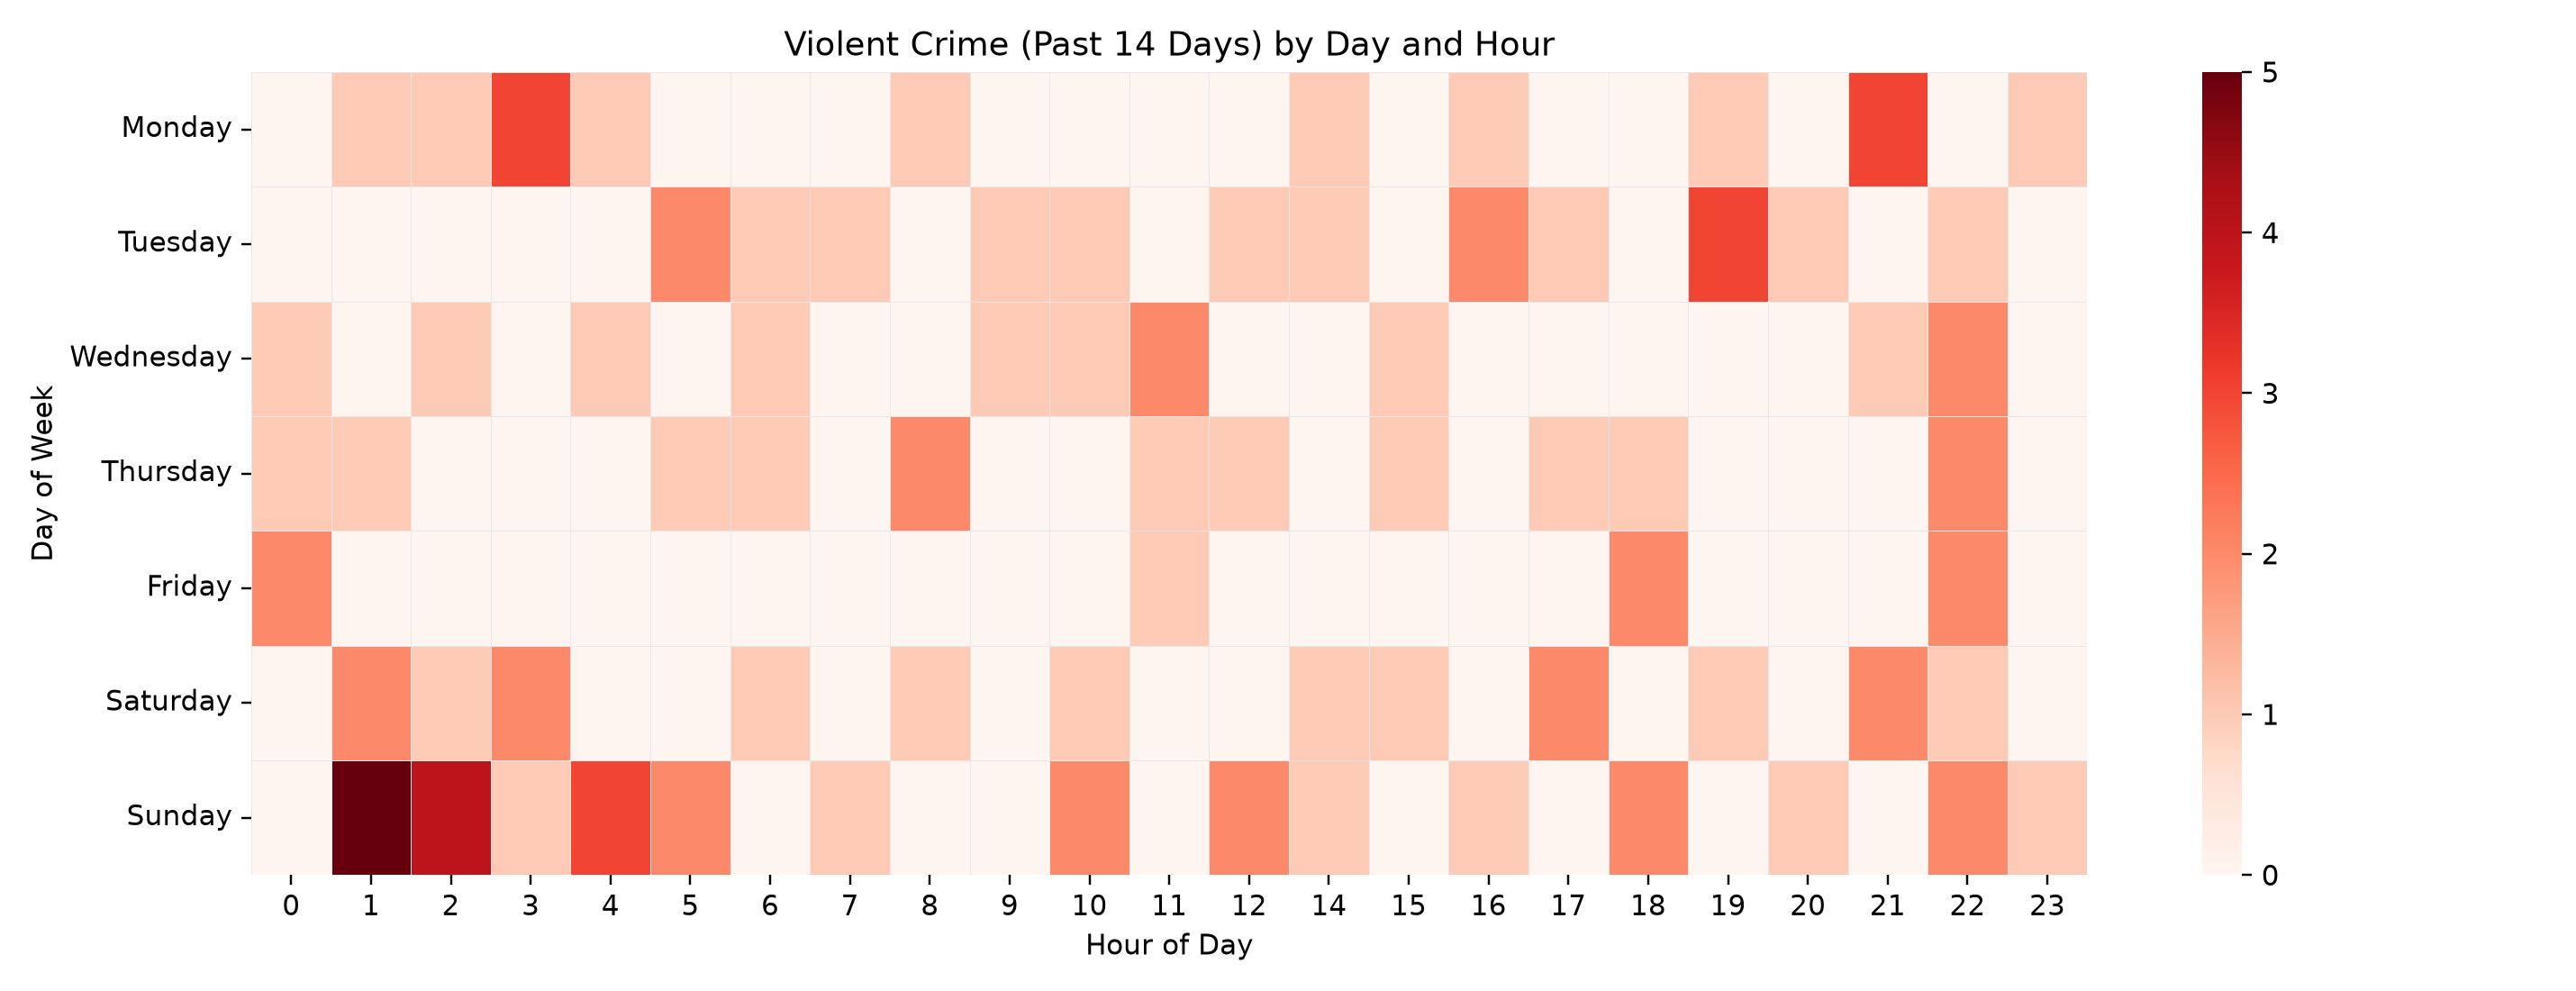 Violent Crime (Past 14 Days) by Day and Hour
Day of Week
Monday
Tuesday
Wednesday
Thursday
Friday
Saturday
Sunday
0 1 2 3 4 5 6 7 8 9 10 11 12 14 15 16 17 18 19 20 21 22 23
Hour of Day
5
4
3
2
1
0